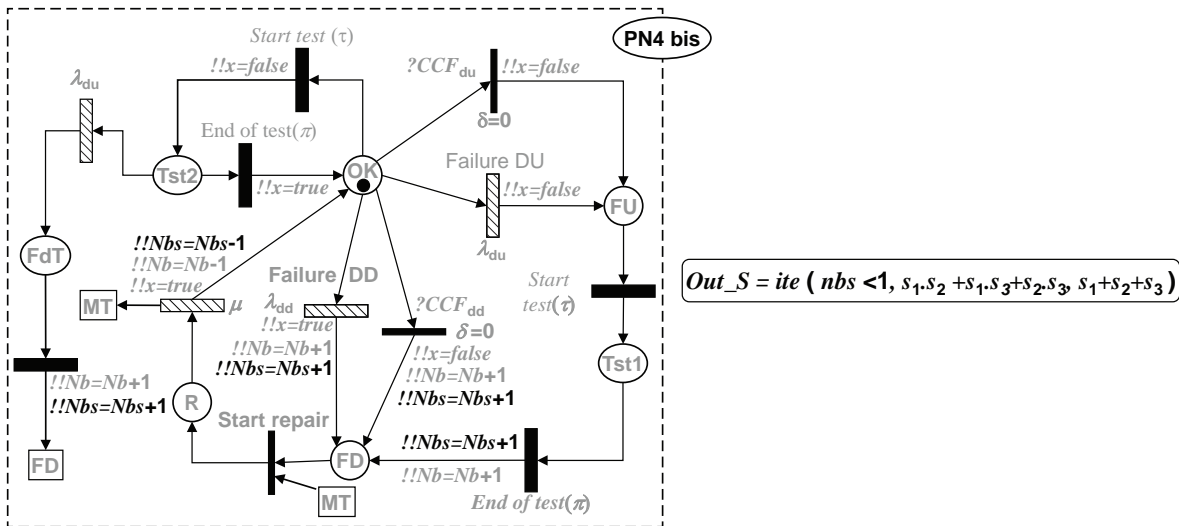 PN4 bis
Start test (τ)
!!x=false
?CCFdu
!!x=false
λdu
δ=0
End of test(π)
Failure DU
OK
Tst2
!!x=true
!!x=false
FU
λdu
FdT
!!Nbs=Nbs-1
!!Nb=Nb-1
!!x=true
Failure DD
Start
test(τ)
Out_S = ite ( nbs <1, s1.s2 +s1.s3+s2.s3, s1+s2+s3)
MT
μ
λdd
!!x=true
?CCFdd
δ=0
!!Nb=Nb+1
!!Nbs=Nbs+1
!!x=false
!!Nb=Nb+1
!!Nbs=Nbs+1
Tst1
!!Nb=Nb+1
!!Nbs=Nbs+1
R
Start repair
!!Nbs=Nbs+1
FD
FD
!!Nb=Nb+1
MT
End of test(π)